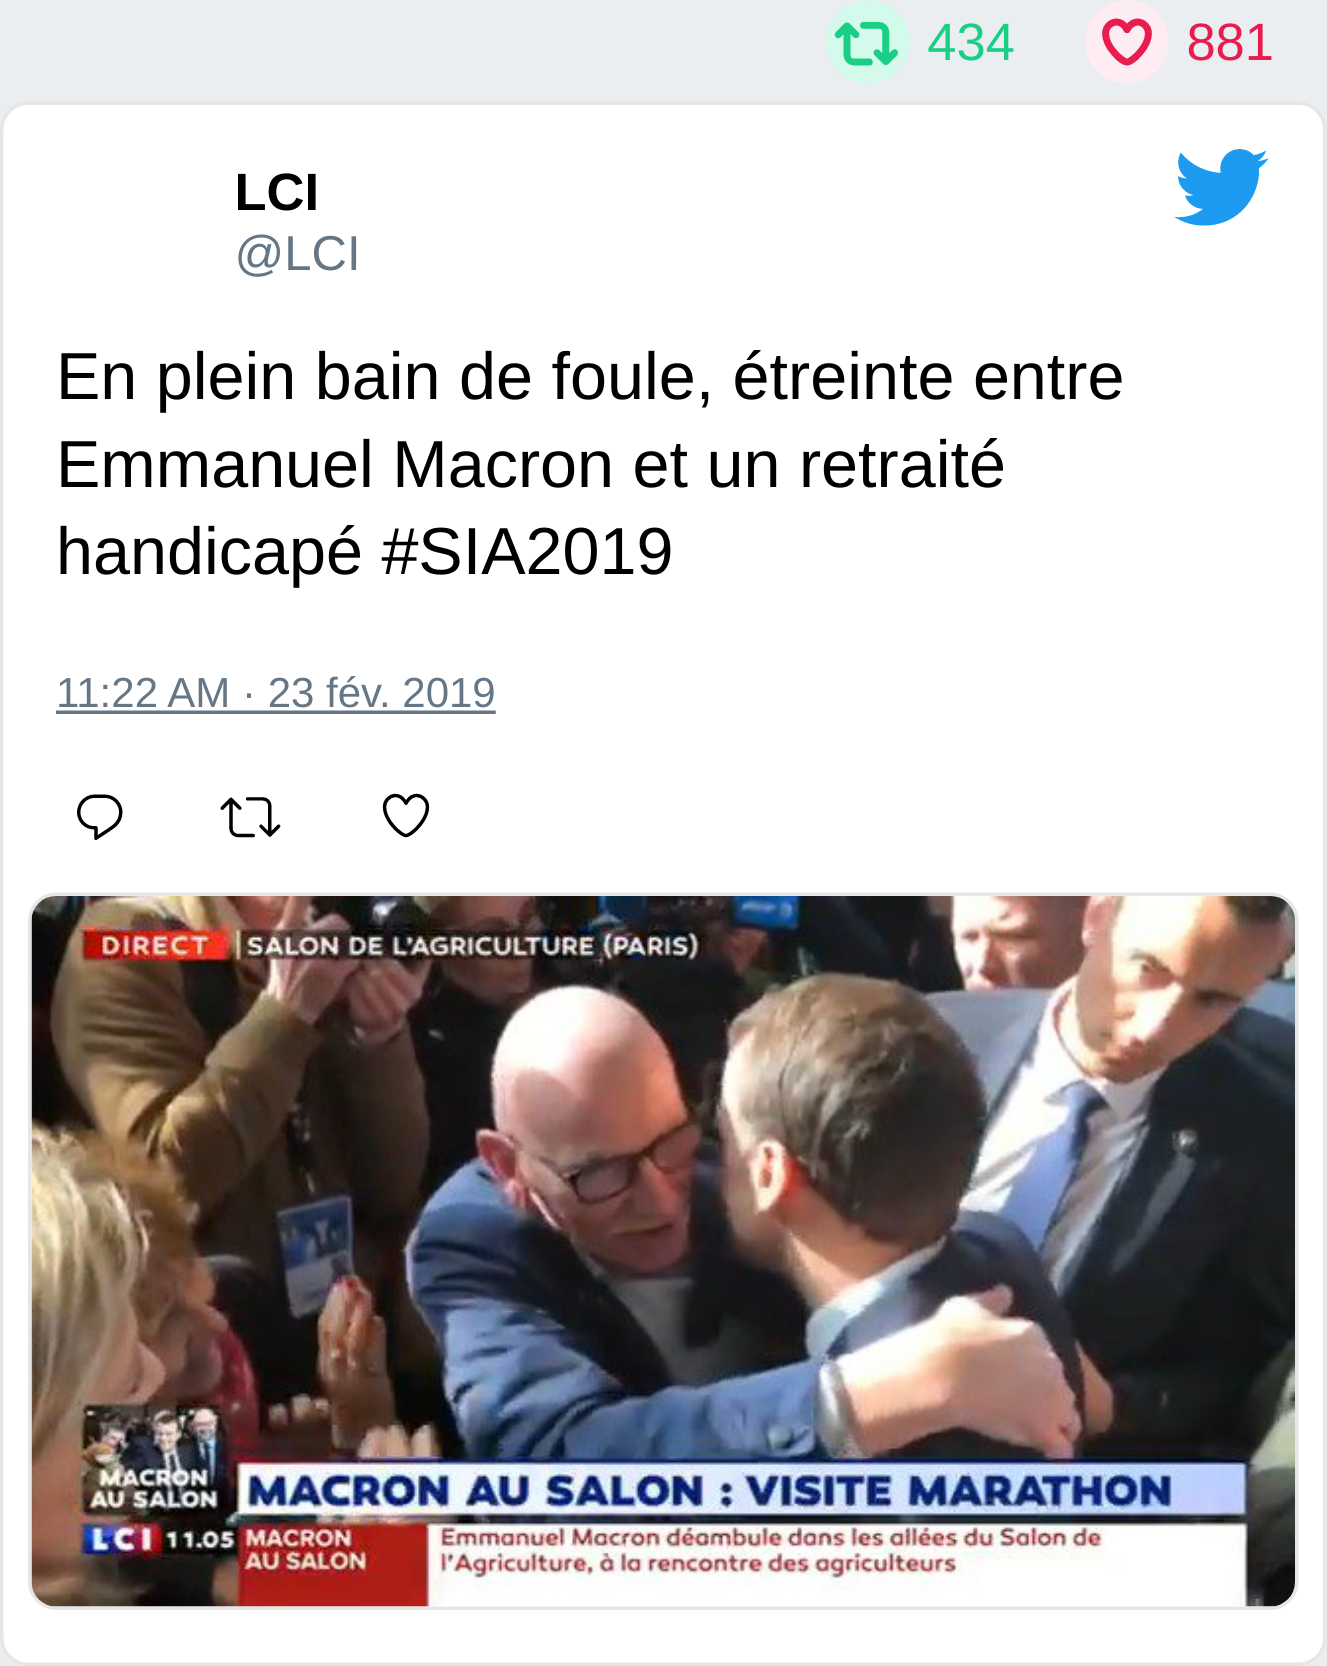 434 881
LCI
@LCI
En plein bain de foule, étreinte entre
Emmanuel Macron et un retraité
handicapé #SIA2019
11:22 AM · 23 fév. 2019
DIRECT SALON DE L'AGRICULTURE (PARIS)
MACRON
AU SALON
MACRON AU SALON : VISITE MARATHON
LCI 11.05
MACRON
AU SALON
Emmanuel Macron déambule dans les allées du Salon de
l'Agriculture, à la rencontre des agriculteurs